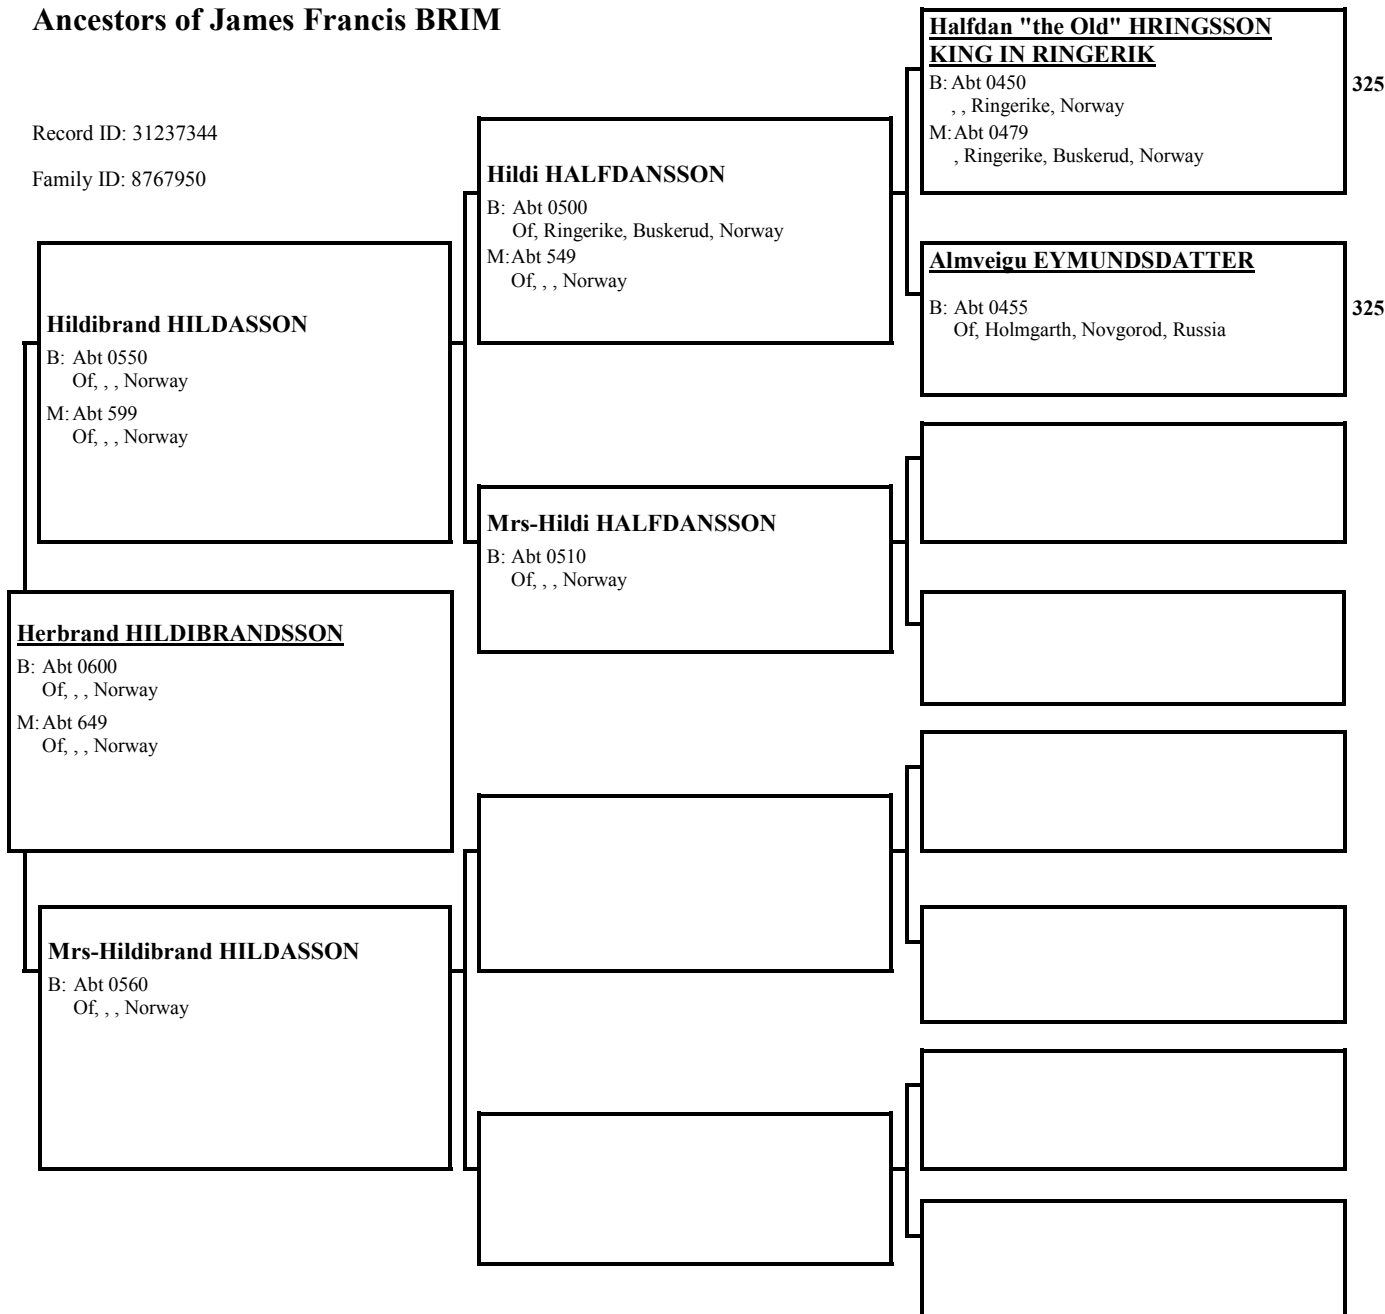 Ancestors of James Francis BRIM
Record ID: 31237344
Family ID: 8767950
Halfdan "the Old" HRINGSSON
KING IN RINGERIK
B: Abt 0450
, , Ringerike, Norway
M: Abt 0479
, Ringerike, Buskerud, Norway
325
Hildi HALFDANSSON
B: Abt 0500
Of, Ringerike, Buskerud, Norway
M: Abt 549
Of, , , Norway
Almveigu EYMUNDSDATTER
B: Abt 0455
Of, Holmgarth, Novgorod, Russia
325
Hildibrand HILDASSON
B: Abt 0550
Of, , , Norway
M: Abt 599
Of, , , Norway
Mrs-Hildi HALFDANSSON
B: Abt 0510
Of, , , Norway
Herbrand HILDIBRANDSSON
B: Abt 0600
Of, , , Norway
M: Abt 649
Of, , , Norway
Mrs-Hildibrand HILDASSON
B: Abt 0560
Of, , , Norway